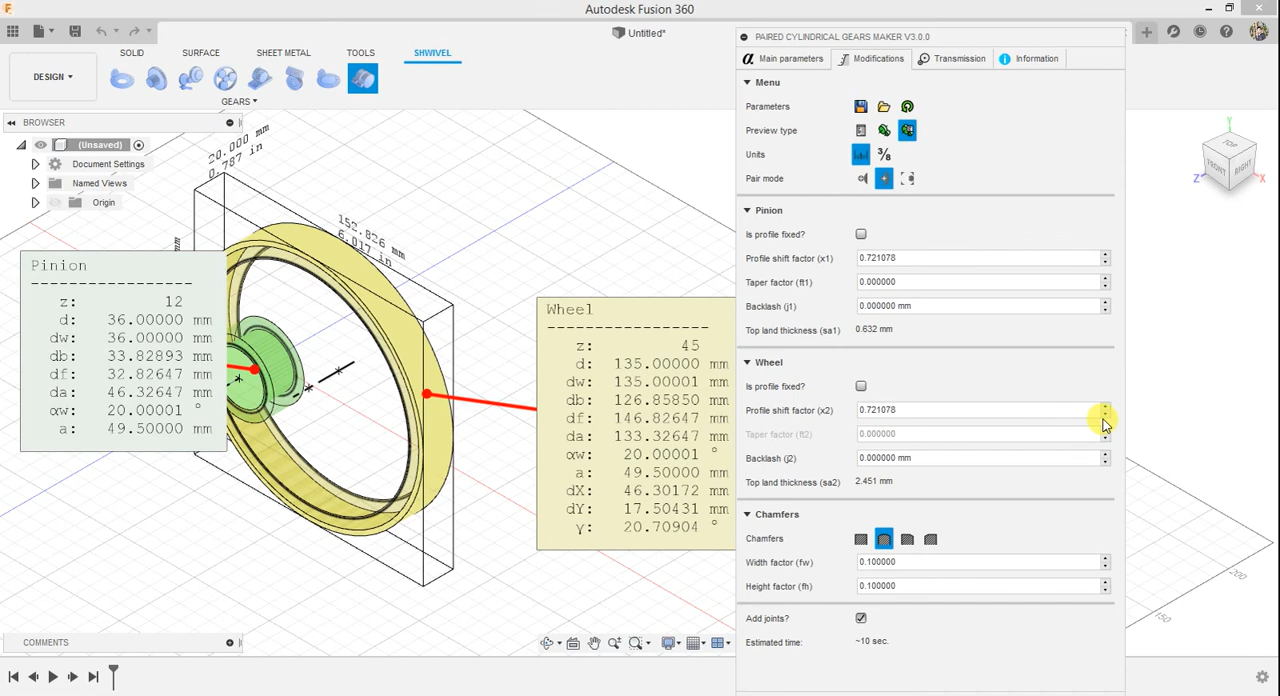 Autodesk Fusion 360
Untitled*
SOLID SURFACE SHEET METAL TOOLS SHWIVEL
DESIGN
GEARS
BROWSER
(Unsaved)
Document Settings
Named Views
Origin
20.000 mm
0.787 in
mm
152.826 mm
6.017 in
Pinion
-----------------
z: 12
d: 36.00000 mm
dw: 36.00000 mm
db: 33.82893 mm
df: 32.82647 mm
da: 46.32647 mm
αw: 20.00001 °
a: 49.50000 mm
Wheel
-----------------
z: 45
d: 135.00000 mm
dw: 135.00001 mm
db: 126.85850 mm
df: 146.82647 mm
da: 133.32647 mm
αw: 20.00001 °
a: 49.50000 mm
dX: 46.30172 mm
dY: 17.50431 mm
γ: 20.70904 °
PAIRED CYLINDRICAL GEARS MAKER V3.0.0
α Main parameters Modifications Transmission Information
Menu
Parameters
Preview type
Units 3/8
Pair mode
Pinion
Is profile fixed?
Profile shift factor (x1) 0.721078
Taper factor (ft1) 0.000000
Backlash (j1) 0.000000 mm
Top land thickness (sa1) 0.632 mm
Wheel
Is profile fixed?
Profile shift factor (x2) 0.721078
Taper factor (ft2) 0.000000
Backlash (j2) 0.000000 mm
Top land thickness (sa2) 2.451 mm
Chamfers
Chamfers
Width factor (fw) 0.100000
Height factor (fh) 0.100000
Add joints?
Estimated time: ~10 sec.
Y
TOP
FRONT RIGHT
Z X
200
150
COMMENTS